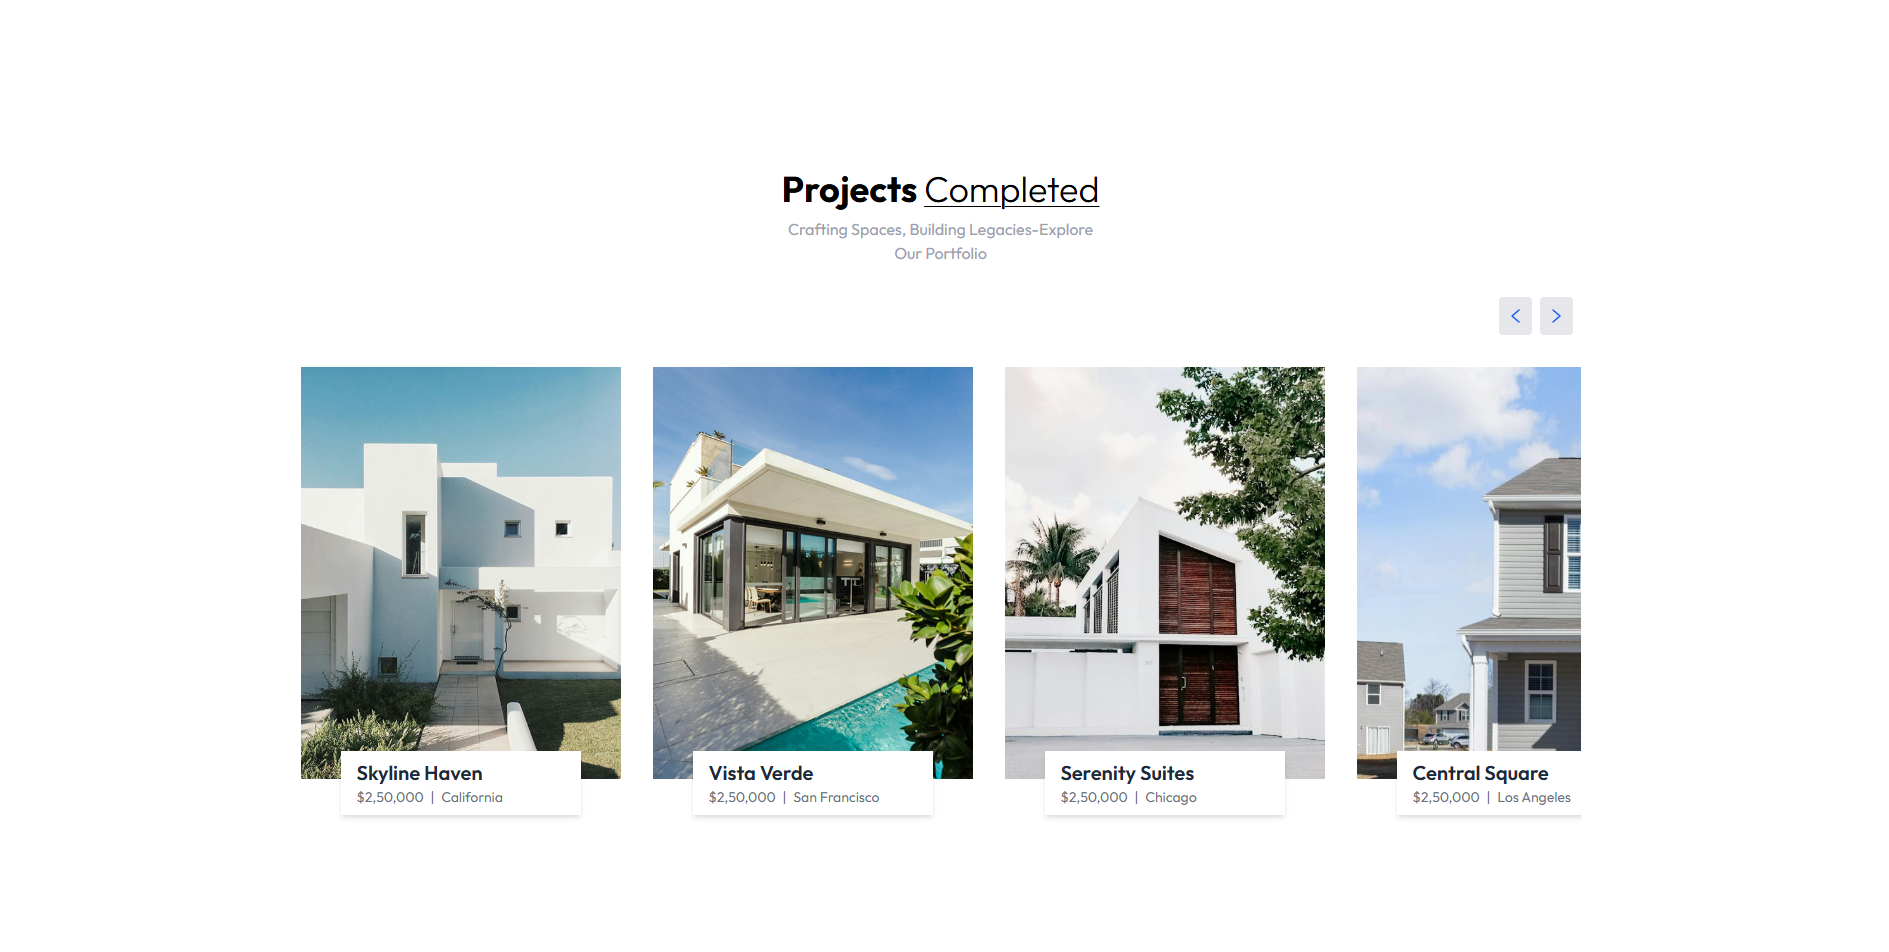 Projects Completed
Crafting Spaces, Building Legacies-Explore
Our Portfolio
Skyline Haven
$2,50,000 | California
Vista Verde
$2,50,000 | San Francisco
Serenity Suites
$2,50,000 | Chicago
Central Square
$2,50,000 | Los Angeles